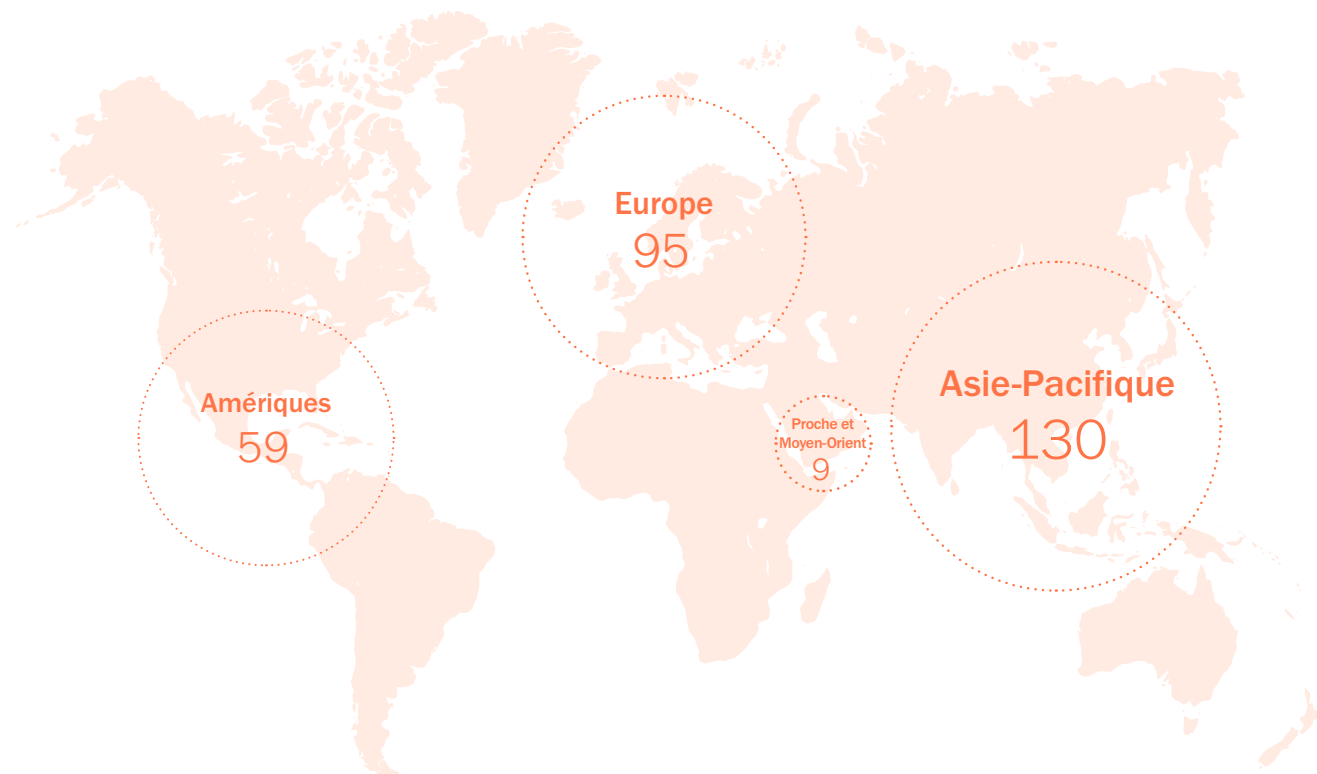 Europe
95
Amériques
59
Proche et
Moyen-Orient
9
Asie-Pacifique
130